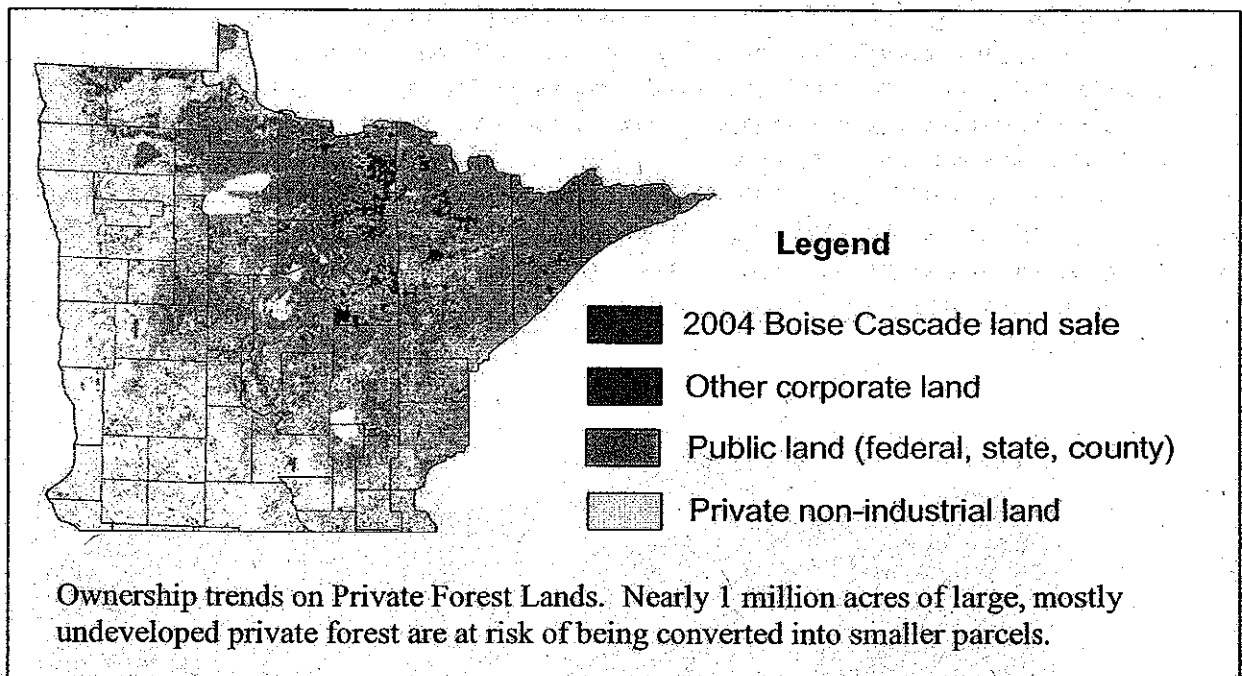 Legend
2004 Boise Cascade land sale
Other corporate land
Public land (federal, state, county)
Private non-industrial land
Ownership trends on Private Forest Lands. Nearly 1 million acres of large, mostly
undeveloped private forest are at risk of being converted into smaller parcels.